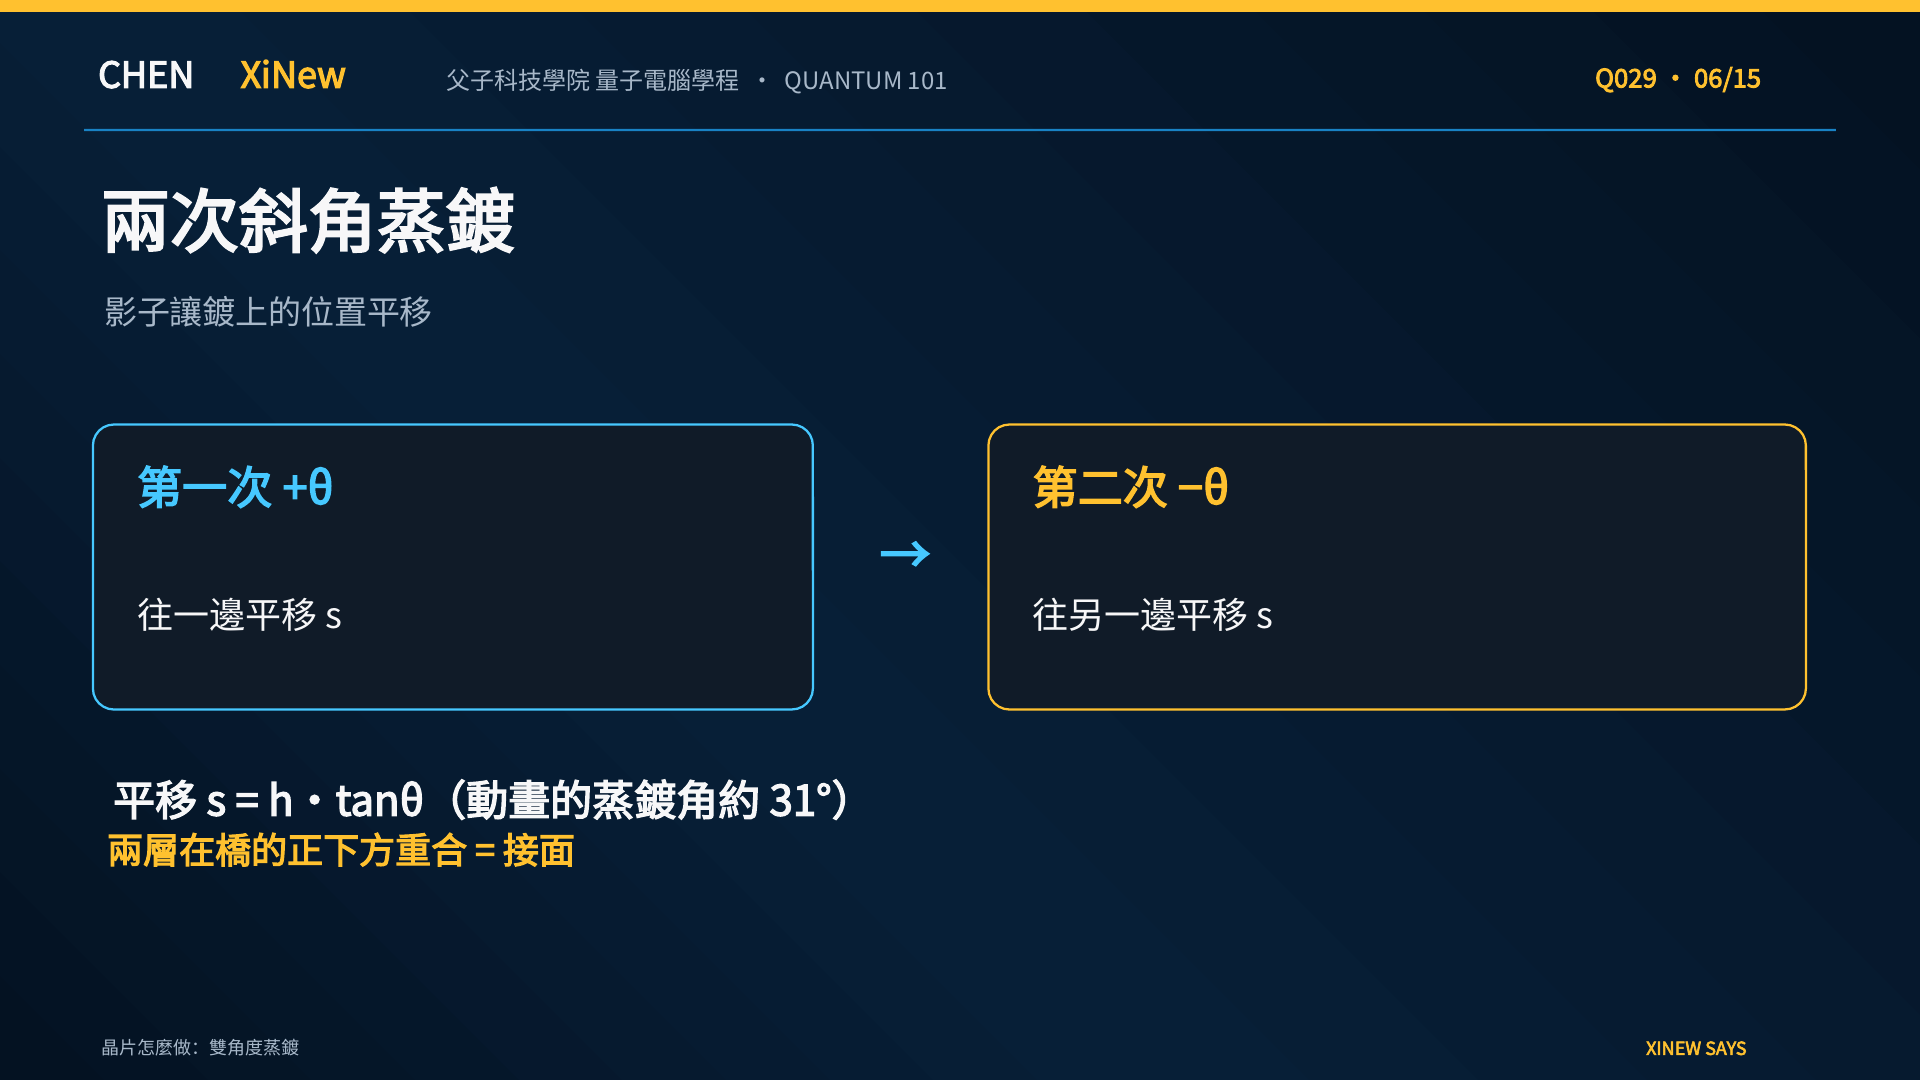 CHEN XiNew 父子科技學院 量子電腦學程 • QUANTUM 101 Q029 • 06/15
兩次斜角蒸鍍
影子讓鍍上的位置平移
第一次 +θ
往一邊平移 s
→
第二次 −θ
往另一邊平移 s
平移 s = h・tanθ（動畫的蒸鍍角約 31°）
兩層在橋的正下方重合 = 接面
晶片怎麼做：雙角度蒸鍍
XINEW SAYS